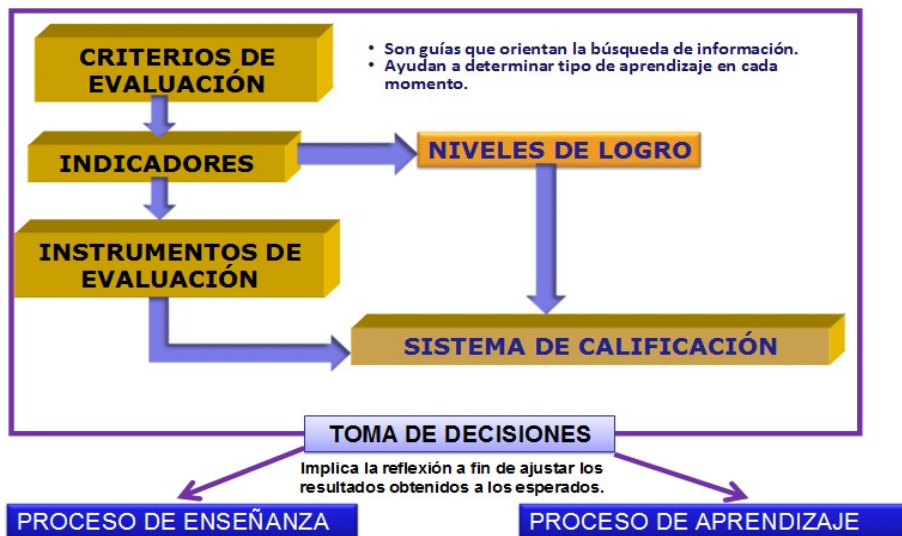 CRITERIOS DE
EVALUACIÓN
• Son guías que orientan la búsqueda de información.
• Ayudan a determinar tipo de aprendizaje en cada
momento.
INDICADORES
NIVELES DE LOGRO
INSTRUMENTOS DE
EVALUACIÓN
SISTEMA DE CALIFICACIÓN
TOMA DE DECISIONES
Implica la reflexión a fin de ajustar los
resultados obtenidos a los esperados.
PROCESO DE ENSEÑANZA
PROCESO DE APRENDIZAJE